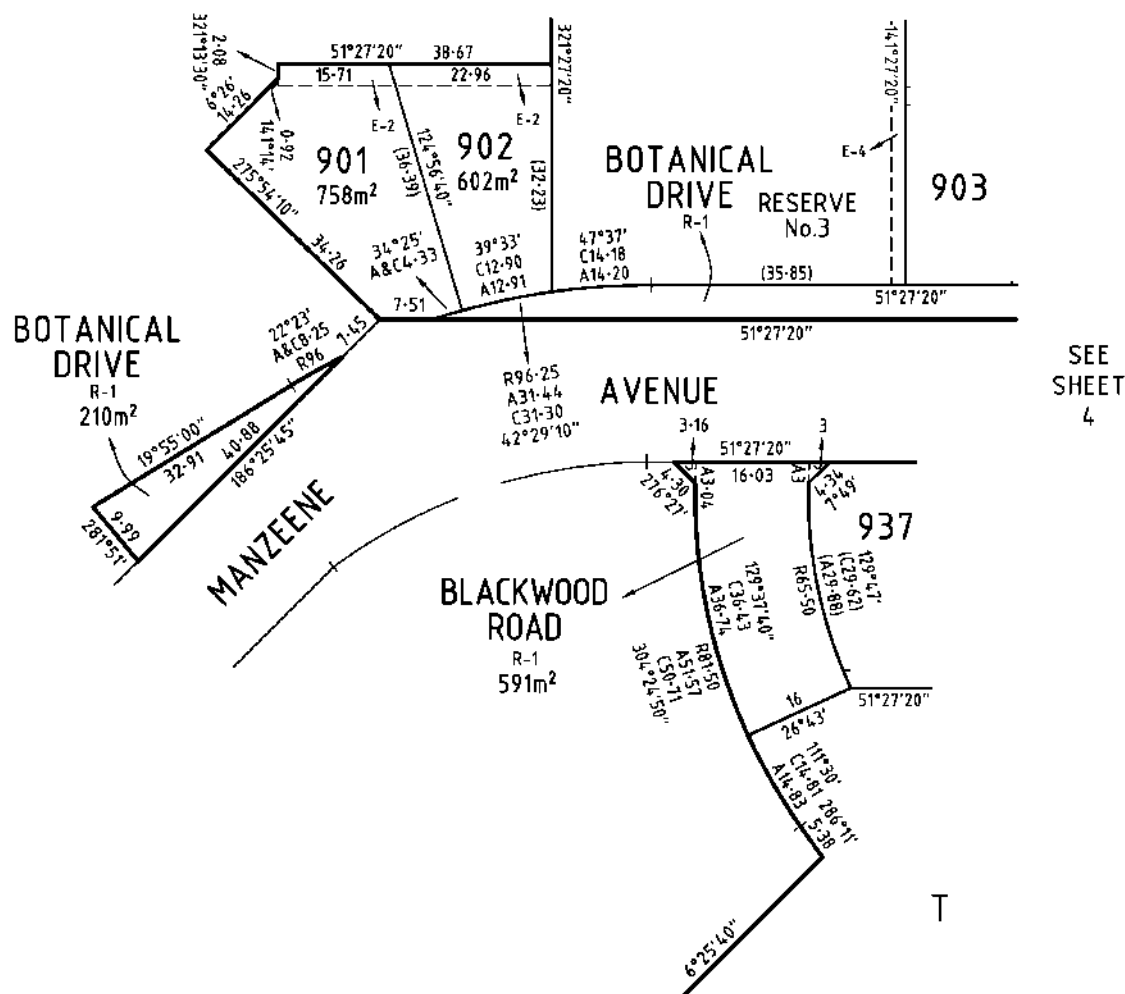 321°13'30"
2·08
51°27'20"
38·67
15·71
22·96
321°27'20"
141°27'20"
6°26'
14·26
0·92
141°14'
E-2
E-2
E-4
901
758m²
902
602m²
124°56'40"
(36·39)
(32·23)
BOTANICAL
DRIVE
R-1
RESERVE
No.3
903
275°54'10"
34·26
34°25'
A&C4·33
39°33'
C12·90
A12·91
47°37'
C14·18
A14·20
(35·85)
51°27'20"
7·51
51°27'20"
BOTANICAL
DRIVE
R-1
210m²
22°23'
A&C8·25
R96
7·45
R96·25
A31·44
C31·30
42°29'10"
AVENUE
SEE
SHEET
4
19°55'00"
32·91
40·88
186°25'45"
9·99
281°51'
MANZEENE
3·16
51°27'20"
3
16·03
4·30
276°27'
A3·04
A3
4·34
7°49'
937
BLACKWOOD
ROAD
R-1
591m²
129°37'40"
C36·43
A36·74
129°47'
(C29·62)
(A29·88)
R65·50
R81·50
A51·57
C50·71
304°24'50"
16
26°43'
51°27'20"
111°30'
C14·81
A14·83
286°11'
5·38
T
6°25'40"